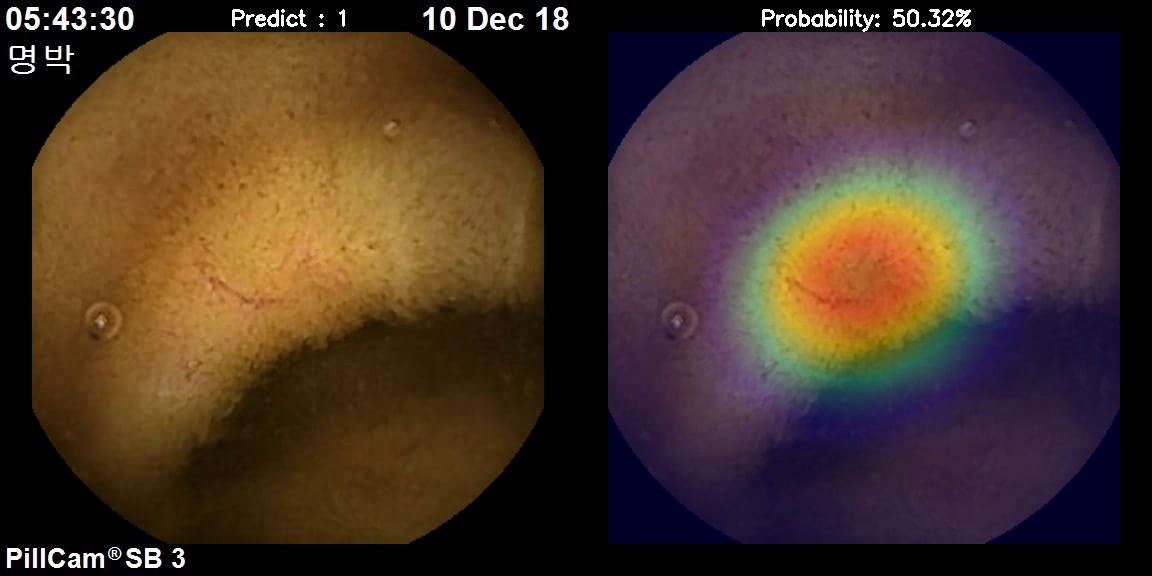 05:43:30 Predict : 1 10 Dec 18 Probability: 50.32%
명박
PillCam® SB 3